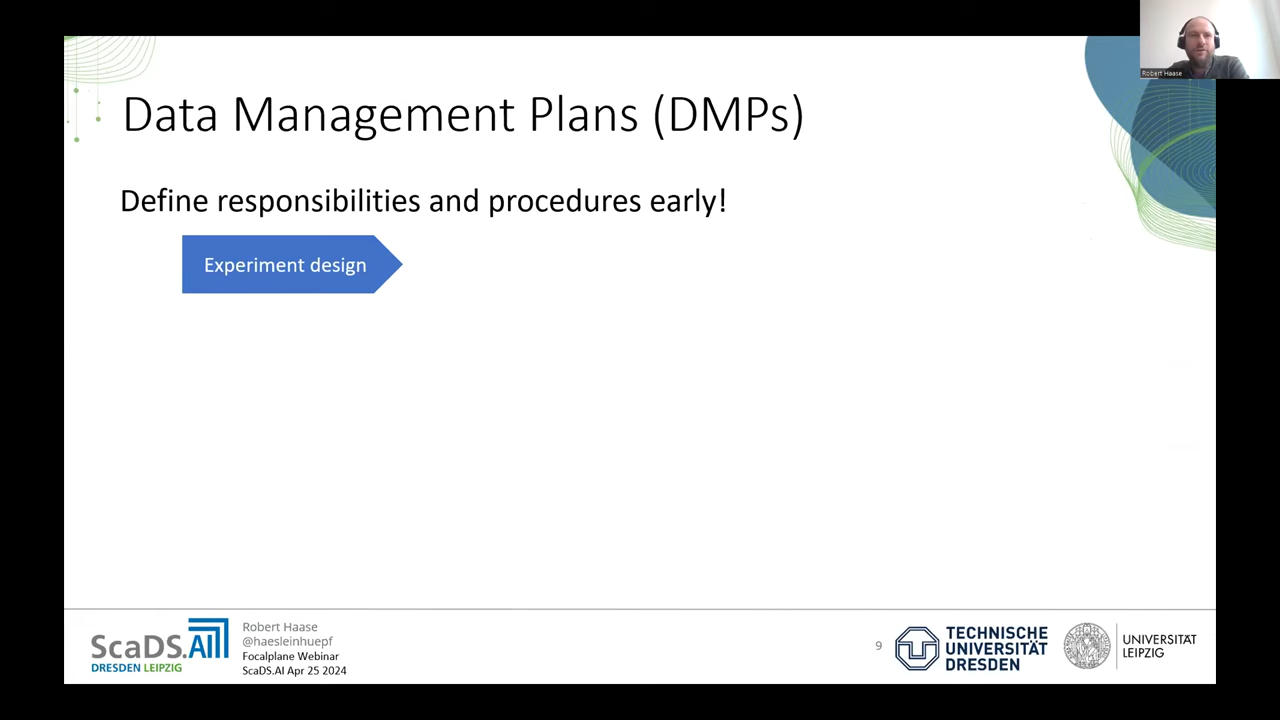 Robert Haase
Data Management Plans (DMPs)
Define responsibilities and procedures early!
Experiment design
ScaDS.AI
DRESDEN LEIPZIG
Robert Haase
@haesleinhuepf
Focalplane Webinar
ScaDS.AI Apr 25 2024
9
TECHNISCHE
UNIVERSITÄT
DRESDEN
UNIVERSITÄT
LEIPZIG